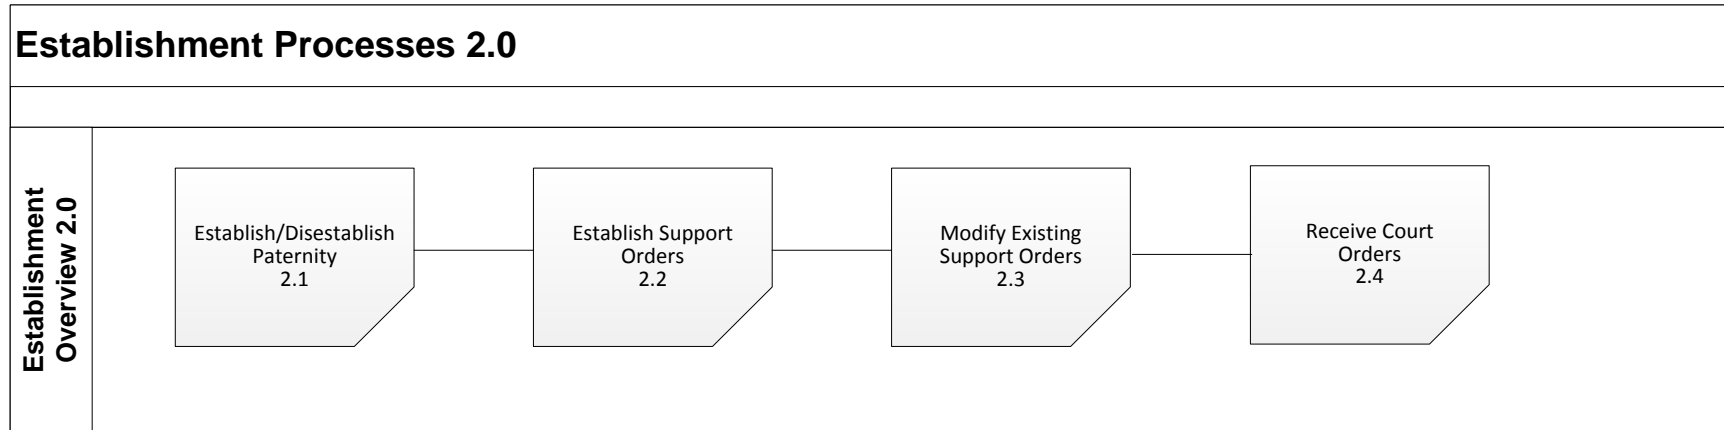 Establishment Processes 2.0
Establishment
Overview 2.0
Establish/Disestablish
Paternity
2.1
Establish Support
Orders
2.2
Modify Existing
Support Orders
2.3
Receive Court
Orders
2.4